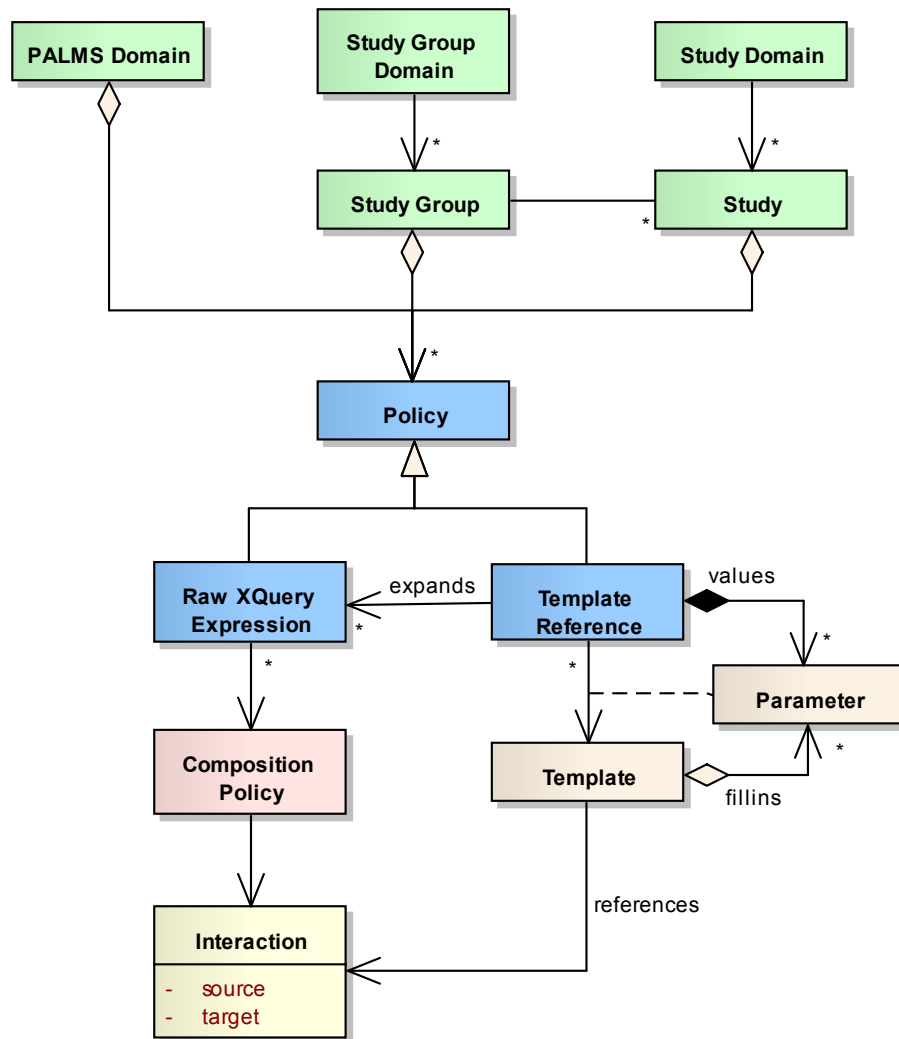 PALMS Domain
Study Group
Domain
Study Domain
*
*
Study Group
Study
*
*
Policy
expands
values
Raw XQuery
Expression
Template
Reference
*
*
*
*
Parameter
*
Composition
Policy
Template
fillins
references
Interaction
- source
- target